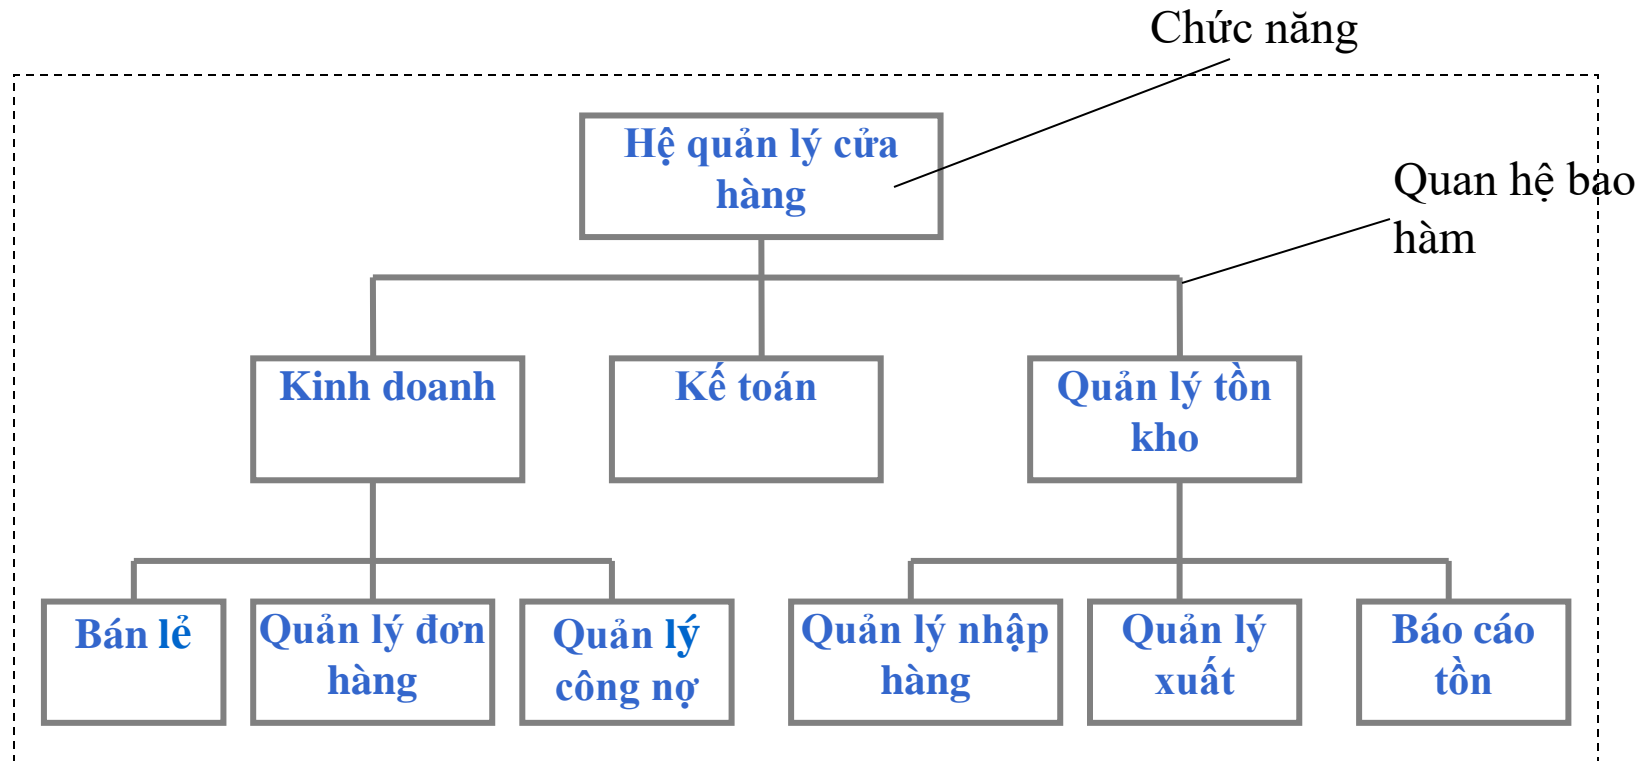 Chức năng
Hệ quản lý cửa
hàng
Quan hệ bao
hàm
Kinh doanh
Kế toán
Quản lý tồn
kho
Bán lẻ
Quản lý đơn
hàng
Quản lý
công nợ
Quản lý nhập
hàng
Quản lý
xuất
Báo cáo
tồn